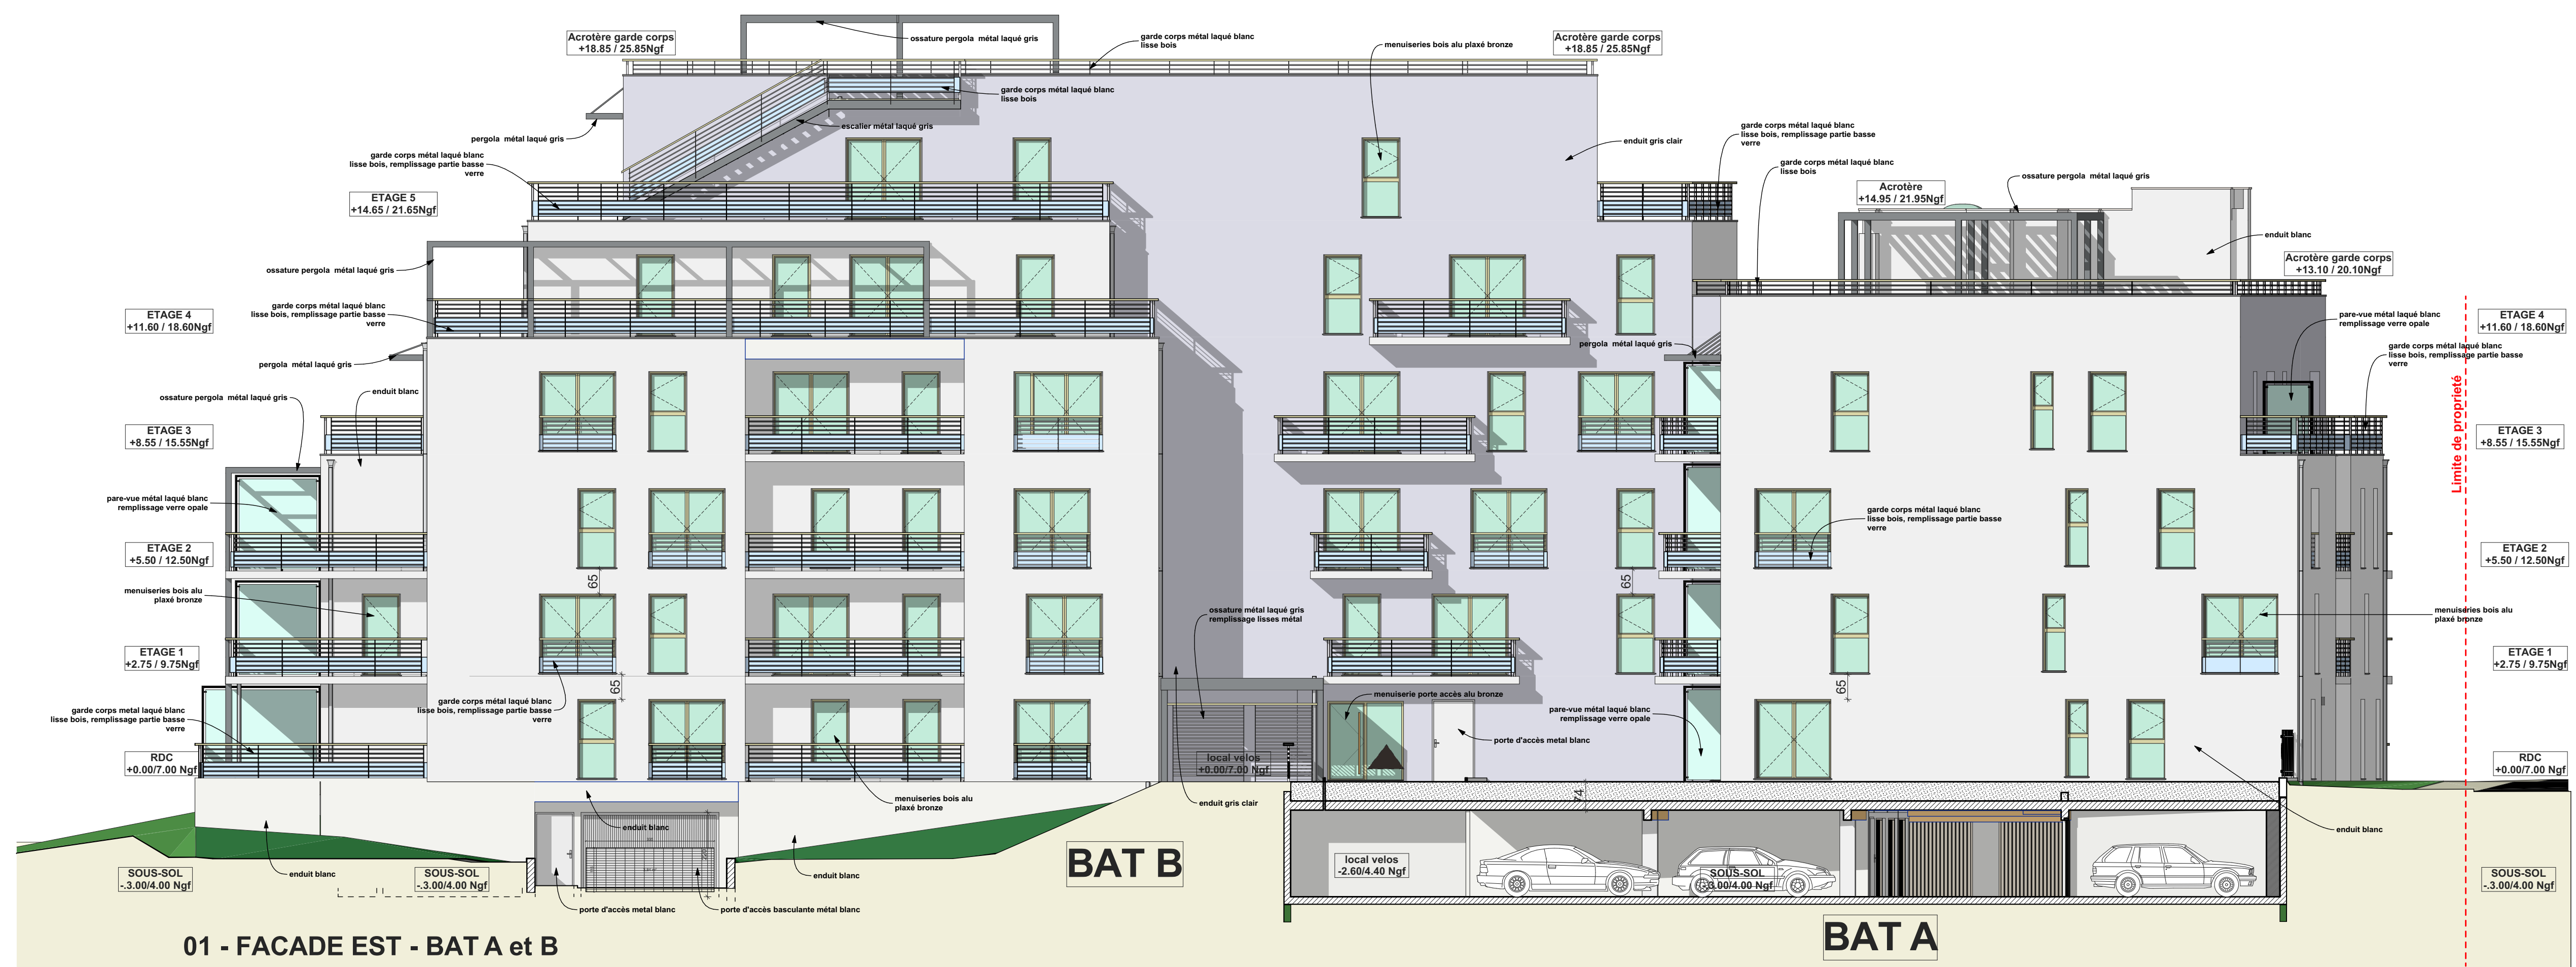 ossature pergola métal laqué gris
Acrotère garde corps
+18.85 / 25.85Ngf
garde corps métal laqué blanc
lisse bois
menuiseries bois alu plaxé bronze
Acrotère garde corps
+18.85 / 25.85Ngf
garde corps métal laqué blanc
lisse bois
pergola métal laqué gris
escalier métal laqué gris
enduit gris clair
garde corps métal laqué blanc
lisse bois, remplissage partie basse
verre
garde corps métal laqué blanc
lisse bois, remplissage partie basse
verre
garde corps métal laqué blanc
lisse bois
ETAGE 5
+14.65 / 21.65Ngf
Acrotère
+14.95 / 21.95Ngf
ossature pergola métal laqué gris
enduit blanc
ossature pergola métal laqué gris
Acrotère garde corps
+13.10 / 20.10Ngf
garde corps métal laqué blanc
lisse bois, remplissage partie basse
verre
ETAGE 4
+11.60 / 18.60Ngf
pergola métal laqué gris
pergola métal laqué gris
pare-vue métal laqué blanc
remplissage verre opale
ETAGE 4
+11.60 / 18.60Ngf
garde corps métal laqué blanc
lisse bois, remplissage partie basse
verre
ossature pergola métal laqué gris
enduit blanc
Limite de proprieté
ETAGE 3
+8.55 / 15.55Ngf
ETAGE 3
+8.55 / 15.55Ngf
pare-vue métal laqué blanc
remplissage verre opale
garde corps métal laqué blanc
lisse bois, remplissage partie basse
verre
ETAGE 2
+5.50 / 12.50Ngf
ETAGE 2
+5.50 / 12.50Ngf
65
65
menuiseries bois alu
plaxé bronze
ossature métal laqué gris
remplissage lisses métal
menuiseries bois alu
plaxé bronze
ETAGE 1
+2.75 / 9.75Ngf
ETAGE 1
+2.75 / 9.75Ngf
65
65
garde corps metal laqué blanc
lisse bois, remplissage partie basse
verre
garde corps métal laqué blanc
lisse bois, remplissage partie basse
verre
menuiserie porte accès alu bronze
pare-vue métal laqué blanc
remplissage verre opale
porte d'accès metal blanc
RDC
+0.00/7.00 Ngf
local velos
+0.00/7.00 Ngf
RDC
+0.00/7.00 Ngf
74
menuiseries bois alu
plaxé bronze
enduit gris clair
enduit blanc
enduit blanc
enduit blanc
enduit blanc
enduit blanc
SOUS-SOL
-.3.00/4.00 Ngf
SOUS-SOL
-.3.00/4.00 Ngf
BAT B
local velos
-2.60/4.40 Ngf
SOUS-SOL
-.3.00/4.00 Ngf
SOUS-SOL
-.3.00/4.00 Ngf
porte d'accès metal blanc
porte d'accès basculante métal blanc
BAT A
01 - FACADE EST - BAT A et B